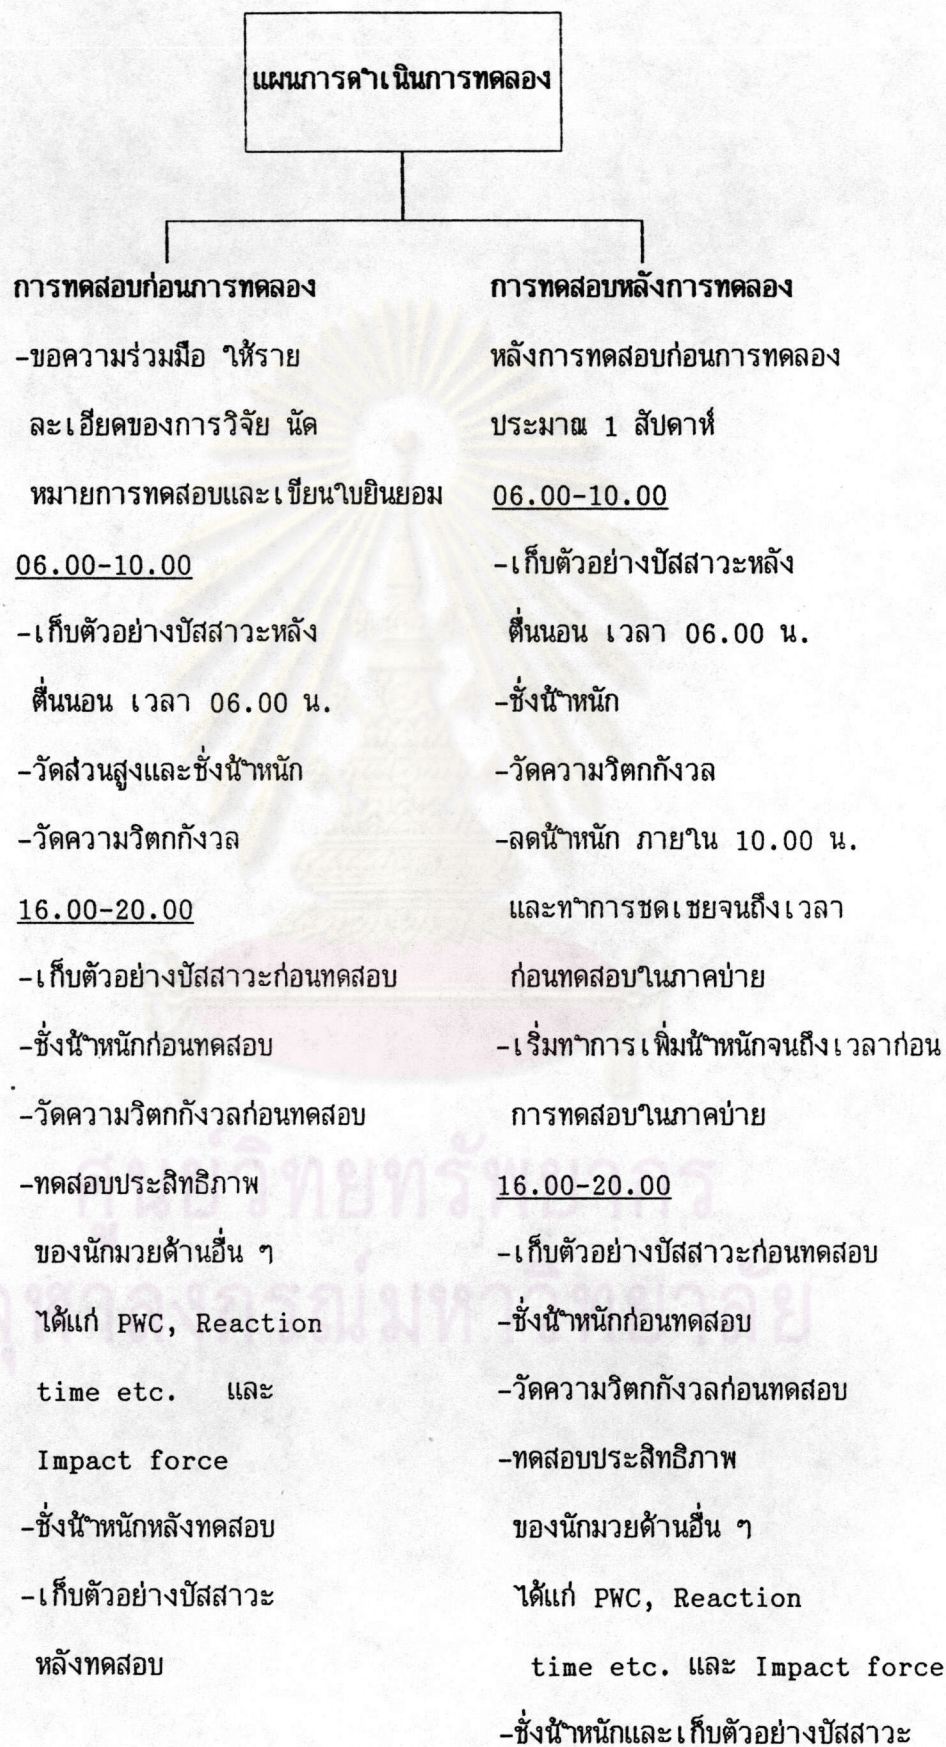 แผนการดำเนินการทดลอง
การทดสอบก่อนการทดลอง
-ขอความร่วมมือ ให้ราย
ละเอียดของการวิจัย นัด
หมายการทดสอบและเขียนใบยินยอม
06.00-10.00
-เก็บตัวอย่างปัสสาวะหลัง
ตื่นนอน เวลา 06.00 น.
-วัดส่วนสูงและชั่งน้ำหนัก
-วัดความวิตกกังวล
16.00-20.00
-เก็บตัวอย่างปัสสาวะก่อนทดสอบ
-ชั่งน้ำหนักก่อนทดสอบ
-วัดความวิตกกังวลก่อนทดสอบ
-ทดสอบประสิทธิภาพ
ของนักมวยด้านอื่น ๆ
ได้แก่ PWC, Reaction
time etc. และ
Impact force
-ชั่งน้ำหนักหลังทดสอบ
-เก็บตัวอย่างปัสสาวะ
หลังทดสอบ
การทดสอบหลังการทดลอง
หลังการทดสอบก่อนการทดลอง
ประมาณ 1 สัปดาห์
06.00-10.00
-เก็บตัวอย่างปัสสาวะหลัง
ตื่นนอน เวลา 06.00 น.
-ชั่งน้ำหนัก
-วัดความวิตกกังวล
-ลดน้ำหนัก ภายใน 10.00 น.
และทำการชดเชยจนถึงเวลา
ก่อนทดสอบในภาคบ่าย
-เริ่มทำการเพิ่มน้ำหนักจนถึงเวลาก่อน
การทดสอบในภาคบ่าย
16.00-20.00
-เก็บตัวอย่างปัสสาวะก่อนทดสอบ
-ชั่งน้ำหนักก่อนทดสอบ
-วัดความวิตกกังวลก่อนทดสอบ
-ทดสอบประสิทธิภาพ
ของนักมวยด้านอื่น ๆ
ได้แก่ PWC, Reaction
time etc. และ Impact force
-ชั่งน้ำหนักและเก็บตัวอย่างปัสสาวะ
ศูนย์วิทยทรัพยากร
จุฬาลงกรณ์มหาวิทยาลัย